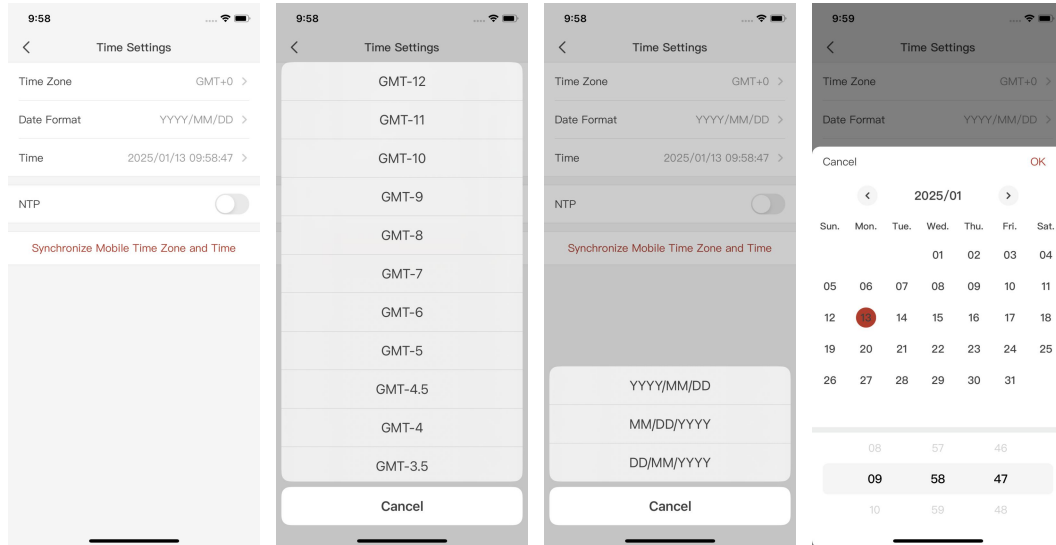 9:58
Time Settings
Time Zone GMT+0
Date Format YYYY/MM/DD
Time 2025/01/13 09:58:47
NTP
Synchronize Mobile Time Zone and Time
9:58
Time Settings
GMT-12
GMT-11
GMT-10
GMT-9
GMT-8
GMT-7
GMT-6
GMT-5
GMT-4.5
GMT-4
GMT-3.5
Cancel
9:58
Time Settings
Time Zone GMT+0
Date Format YYYY/MM/DD
Time 2025/01/13 09:58:47
NTP
Synchronize Mobile Time Zone and Time
YYYY/MM/DD
MM/DD/YYYY
DD/MM/YYYY
Cancel
9:59
Time Settings
Time Zone GMT+0
Date Format YYYY/MM/DD
Cancel OK
2025/01
Sun. Mon. Tue. Wed. Thu. Fri. Sat.
01 02 03 04
05 06 07 08 09 10 11
12 13 14 15 16 17 18
19 20 21 22 23 24 25
26 27 28 29 30 31
08 57 46
09 58 47
10 59 48